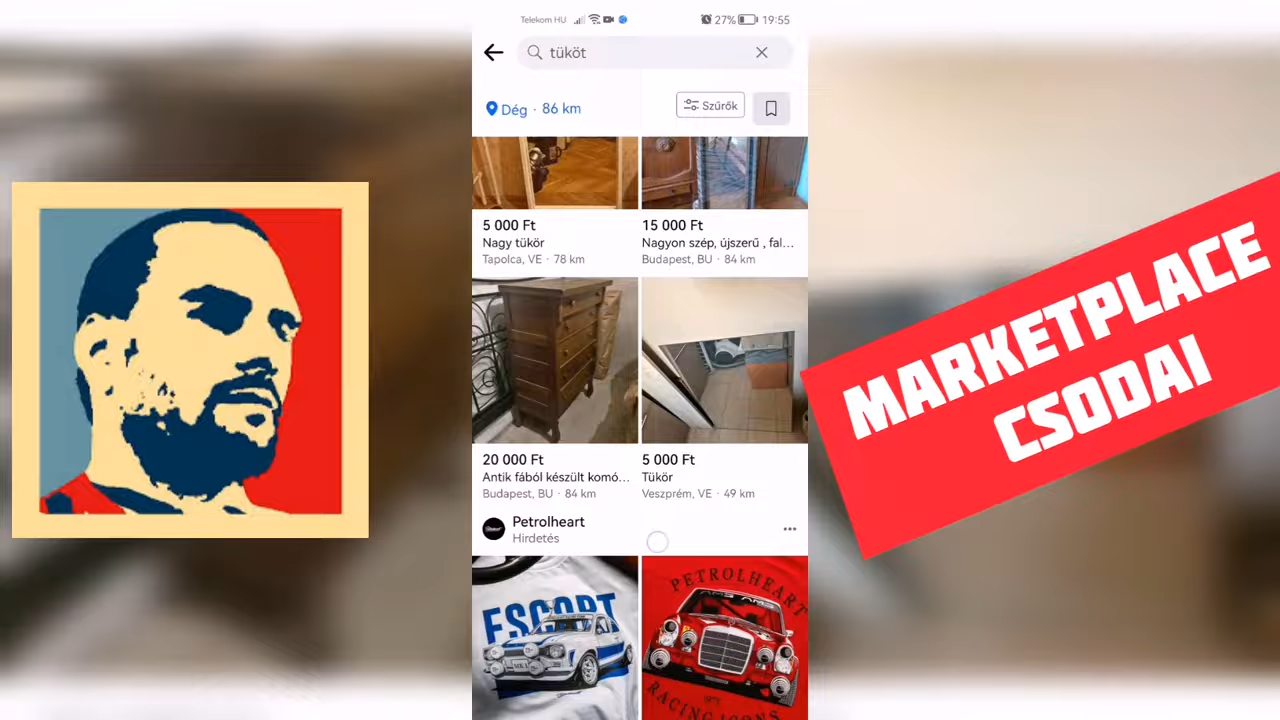 Telekom HU
27%
19:55
tüköt
Dég · 86 km
Szűrők
5 000 Ft
Nagy tükör
Tapolca, VE · 78 km
15 000 Ft
Nagyon szép, újszerű , fal...
Budapest, BU · 84 km
20 000 Ft
Antik fából készült komó...
Budapest, BU · 84 km
5 000 Ft
Tükör
Veszprém, VE · 49 km
Petrolheart
Hirdetés
ESCORT
PETROLHEART
RACING ICONS
MARKETPLACE
CSODAI